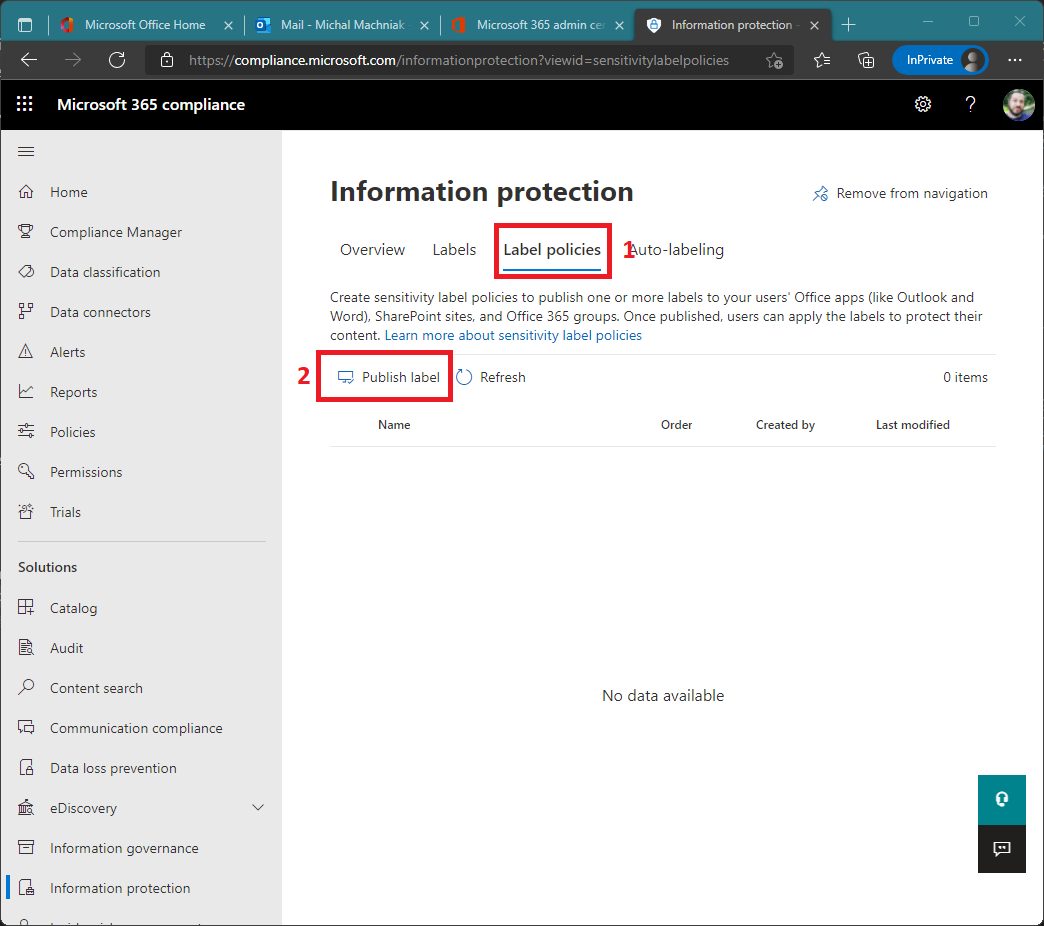 Microsoft Office Home
Mail - Michal Machniak
Microsoft 365 admin cen
Information protection -
https://compliance.microsoft.com/informationprotection?viewid=sensitivitylabelpolicies
InPrivate
Microsoft 365 compliance
?
Home
Compliance Manager
Data classification
Data connectors
Alerts
Reports
Policies
Permissions
Trials
Solutions
Catalog
Audit
Content search
Communication compliance
Data loss prevention
eDiscovery
Information governance
Information protection
Information protection
Remove from navigation
Overview
Labels
Label policies
1
Auto-labeling
Create sensitivity label policies to publish one or more labels to your users' Office apps (like Outlook and
Word), SharePoint sites, and Office 365 groups. Once published, users can apply the labels to protect their
content. Learn more about sensitivity label policies
2
Publish label
Refresh
0 items
Name
Order
Created by
Last modified
No data available